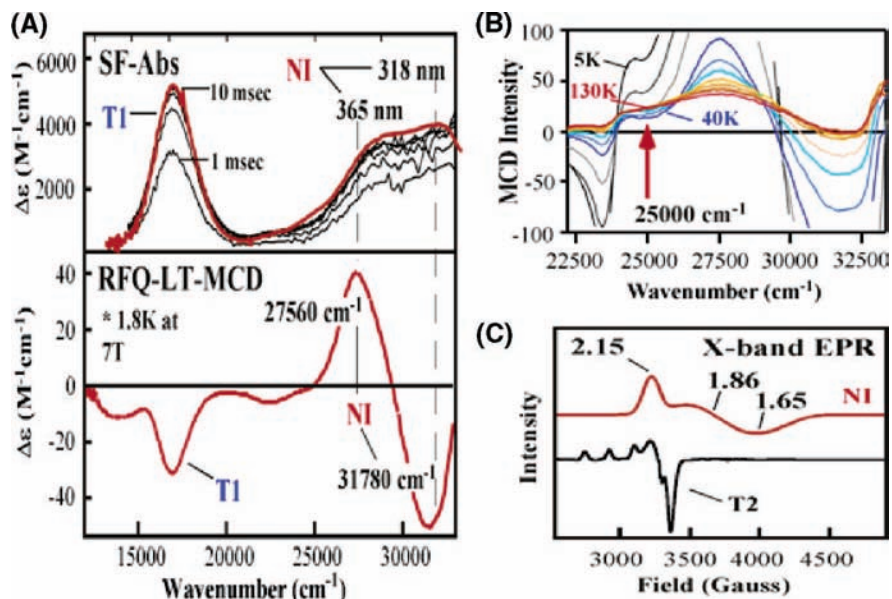 (A)
SF-Abs
NI
318 nm
365 nm
T1
10 msec
1 msec
Δε (M⁻¹cm⁻¹)
6000
4000
2000
RFQ-LT-MCD
* 1.8K at
7T
27560 cm⁻¹
NI
31780 cm⁻¹
T1
Δε (M⁻¹cm⁻¹)
40
20
0
-20
-40
15000 20000 25000 30000
Wavenumber (cm⁻¹)
(B)
5K
130K
40K
25000 cm⁻¹
MCD Intensity
100
50
0
-50
-100
22500 25000 27500 30000 32500
Wavenumber (cm⁻¹)
(C)
X-band EPR
2.15
1.86
1.65
NI
T2
Intensity
3000 3500 4000 4500
Field (Gauss)